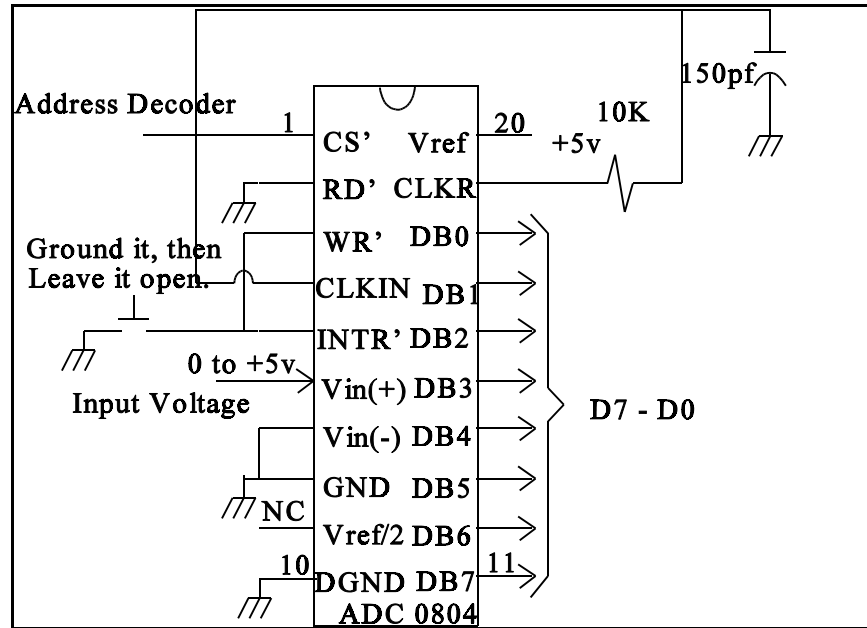 150pf
Address Decoder
10K
1
20
+5v
CS’ Vref
RD’ CLKR
WR’ DB0
Ground it, then
Leave it open.
CLKIN DB1
INTR’ DB2
0 to +5v
Vin(+) DB3
Input Voltage
D7 - D0
Vin(-) DB4
GND DB5
NC
Vref/2 DB6
10
11
DGND DB7
ADC 0804